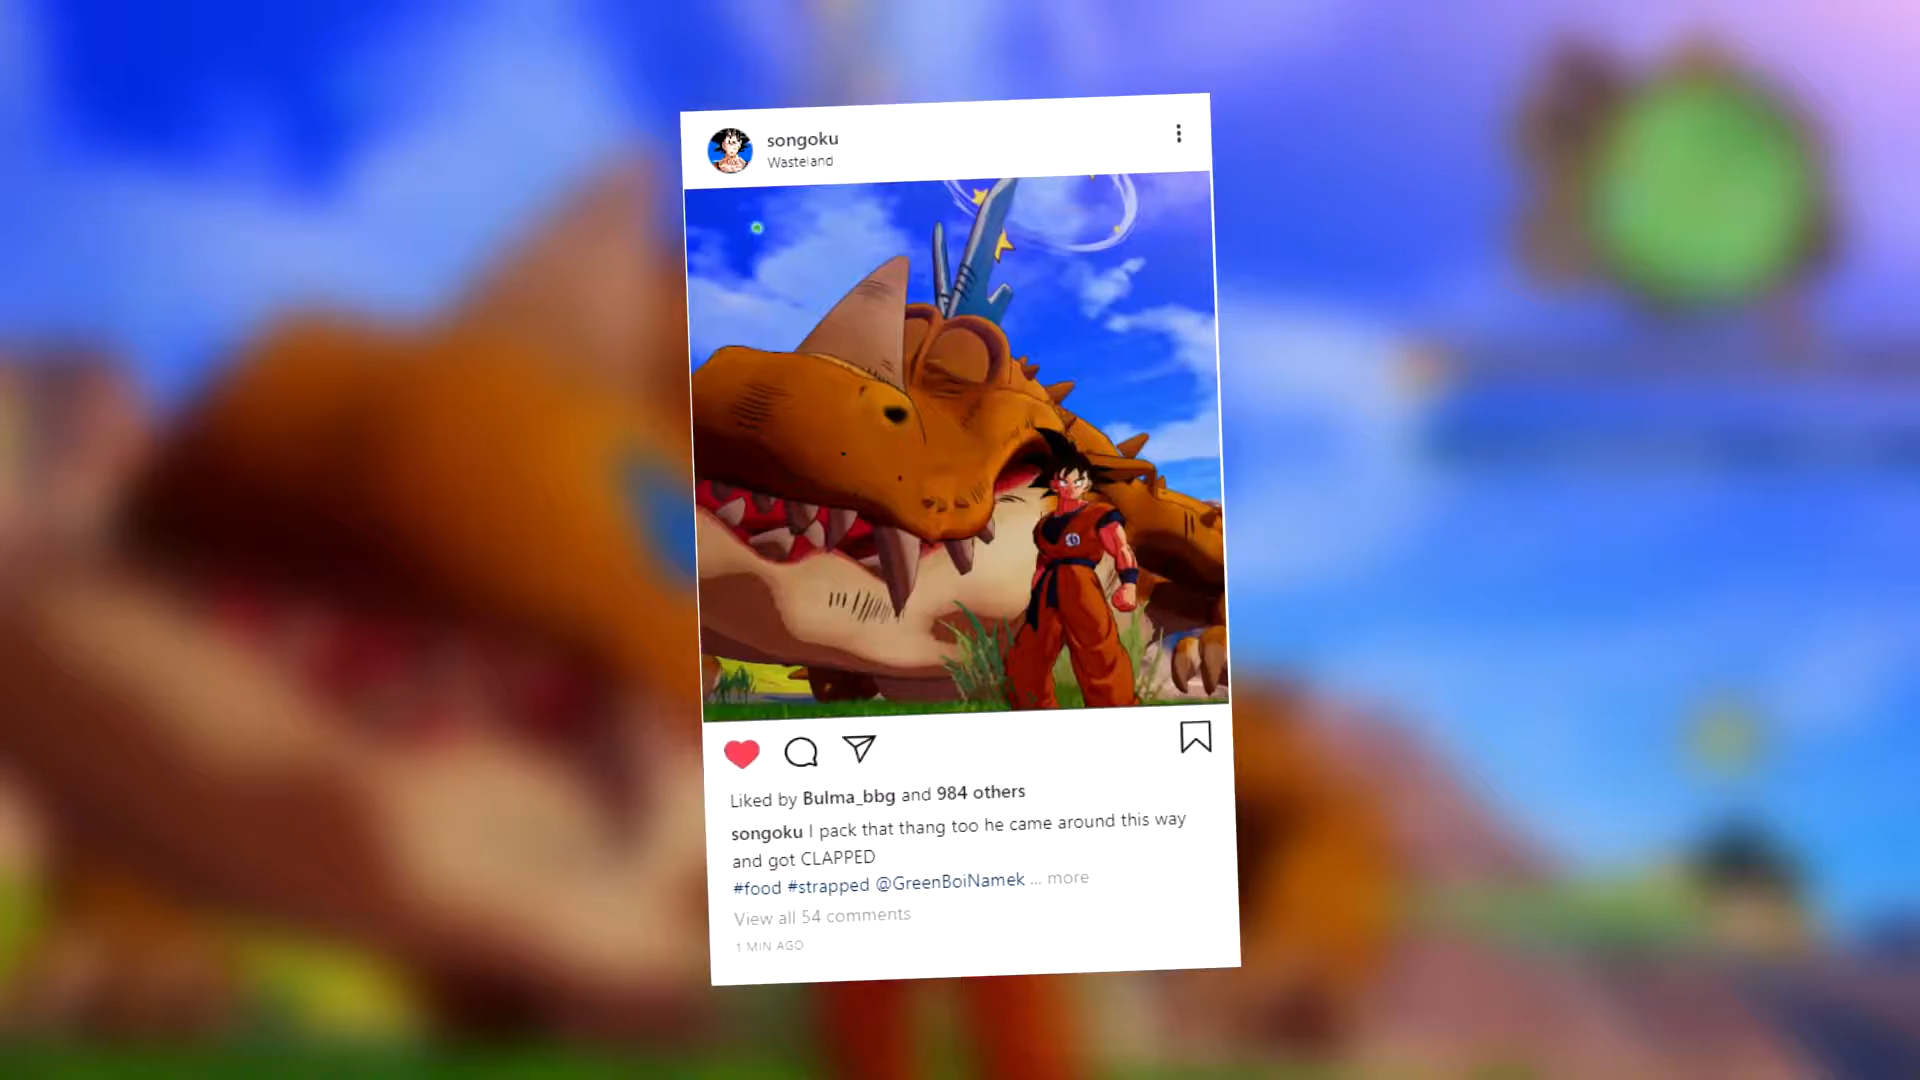 songoku
Wasteland
Liked by Bulma_bbg and 984 others
songoku I pack that thang too he came around this way
and got CLAPPED
#food #strapped @GreenBoiNamek ... more
View all 54 comments
1 MIN AGO